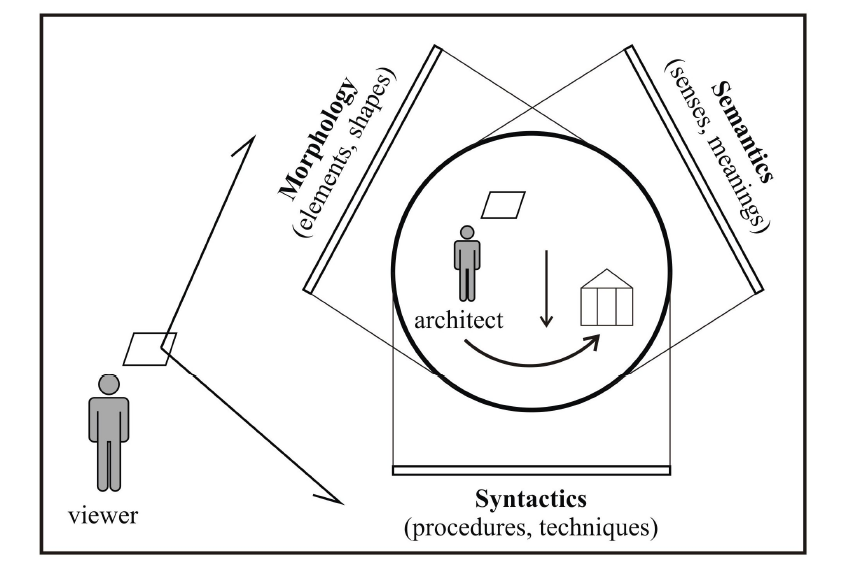 Morphology
(elements, shapes)
Semantics
(senses, meanings)
architect
viewer
Syntactics
(procedures, techniques)